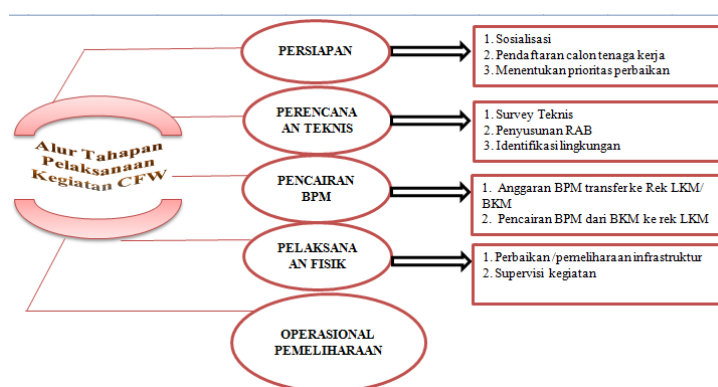 Alur Tahapan
Pelaksanaan
Kegiatan CFW
PERSIAPAN
1. Sosialisasi
2. Pendaftaran calon tenaga kerja
3. Menentukan prioritas perbaikan
PERENCANA
AN TEKNIS
1. Survey Teknis
2. Penyusunan RAB
3. Identifikasi lingkungan
PENCAIRAN
BPM
1. Anggaran BPM transfer ke Rek LKM/
BKM
2. Pencairan BPM dari BKM ke rek LKM
PELAKSANA
AN FISIK
1. Perbaikan /pemeliharaan infrastruktur
2. Supervisi kegiatan
OPERASIONAL
PEMELIHARAAN